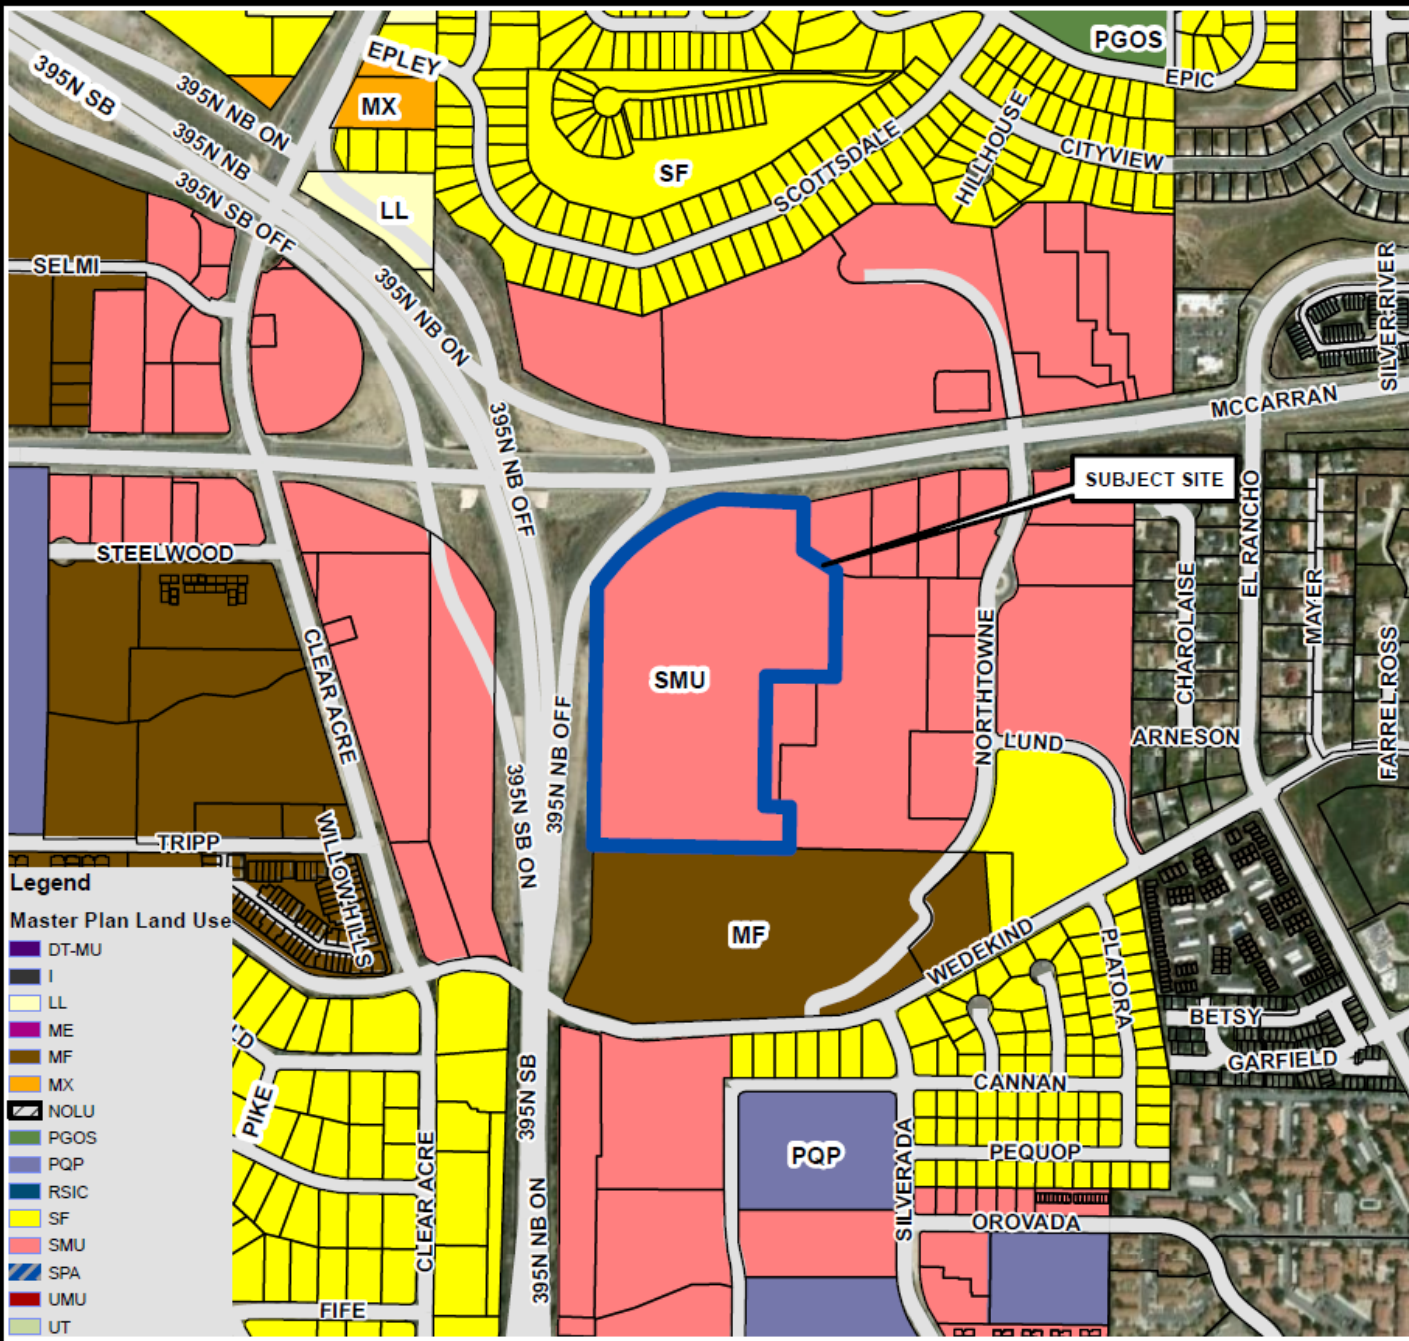 PGOS
EPLEY
EPIC
395N SB
395N NB ON
MX
395N NB
HILLHOUSE
CITYVIEW
SCOTTSDALE
SF
395N SB OFF
LL
SELMI
395N NB ON
SILVER RIVER
MCCARRAN
395N NB OFF
SUBJECT SITE
EL RANCHO
STEELWOOD
MAYER
CHAROLAISE
CLEAR ACRE
NORTHTOWNE
FARREL ROSS
SMU
395N NB OFF
LUND
ARNESON
395N SB ON
TRIPP
WILLOW HILLS
MF
WEDEKIND
PLATORA
BETSY
GARFIELD
LD
PIKE
395N SB
CANNAN
CLEAR ACRE
PQP
SILVERADA
PEQUOP
395N NB ON
OROVADA
FIFE
Legend
Master Plan Land Use
DT-MU
I
LL
ME
MF
MX
NOLU
PGOS
PQP
RSIC
SF
SMU
SPA
UMU
UT